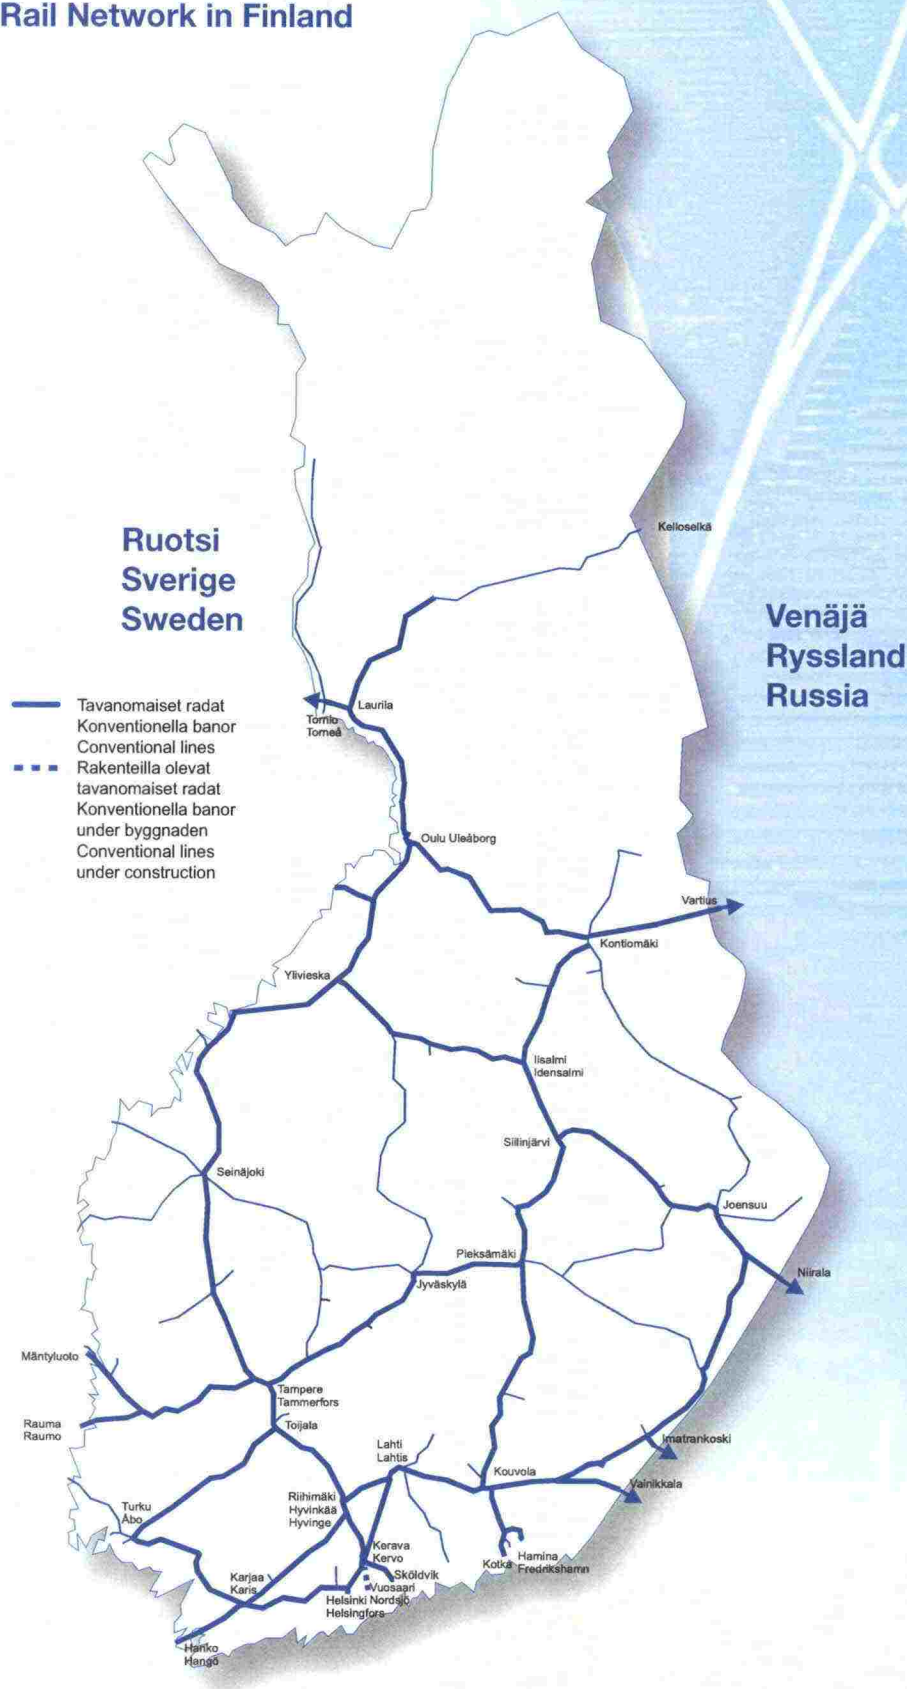 Rail Network in Finland
Kelloselkä
Ruotsi
Sverige
Sweden
Venäjä
Ryssland
Russia
Tavanomaiset radat
Konventionella banor
Conventional lines
Rakenteilla olevat
tavanomaiset radat
Konventionella banor
under byggnaden
Conventional lines
under construction
Laurila
Tornio
Torneå
Oulu Uleåborg
Vartius
Kontiomäki
Ylivieska
Iisalmi
Idensalmi
Siilinjärvi
Seinäjoki
Joensuu
Pieksämäki
Niirala
Jyväskylä
Mäntyluoto
Tampere
Tammerfors
Rauma
Raumo
Toijala
Imatrankoski
Lahti
Lahtis
Kouvola
Vainikkala
Riihimäki
Hyvinkää
Hyvinge
Turku
Åbo
Kerava
Kervo
Hamina
Fredrikshamn
Kotka
Sköldvik
Karjaa
Karis
Vuosaari
Nordsjö
Helsinki
Helsingfors
Hanko
Hangö